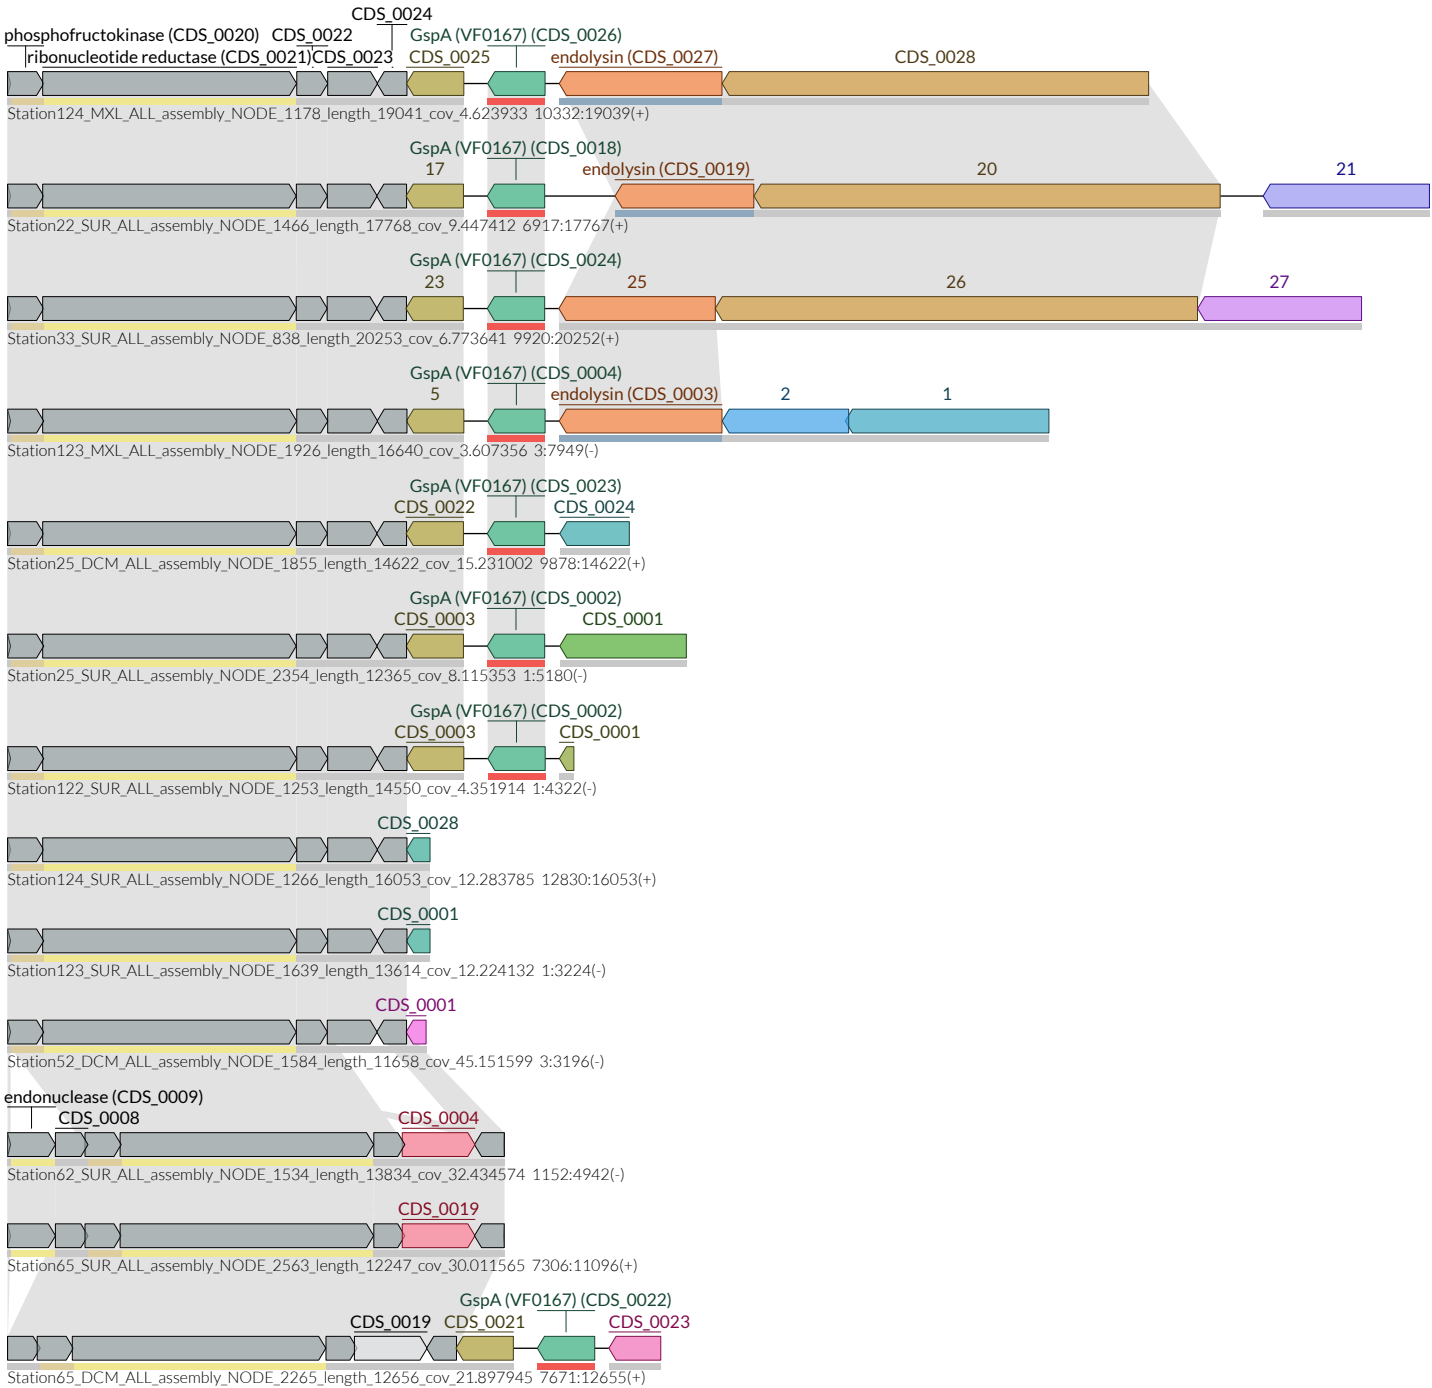 CDS_0024
phosphofructokinase (CDS_0020) CDS_0022 GspA (VF0167) (CDS_0026)
ribonucleotide reductase (CDS_0021) CDS_0023 CDS_0025 endolysin (CDS_0027) CDS_0028
Station124_MXL_ALL_assembly_NODE_1178_length_19041_cov_4.623933 10332:19039(+)
GspA (VF0167) (CDS_0018)
17 endolysin (CDS_0019) 20 21
Station22_SUR_ALL_assembly_NODE_1466_length_17768_cov_9.447412 6917:17767(+)
GspA (VF0167) (CDS_0024)
23 25 26 27
Station33_SUR_ALL_assembly_NODE_838_length_20253_cov_6.773641 9920:20252(+)
GspA (VF0167) (CDS_0004)
5 endolysin (CDS_0003) 2 1
Station123_MXL_ALL_assembly_NODE_1926_length_16640_cov_3.607356 3:7949(-)
GspA (VF0167) (CDS_0023)
CDS_0022 CDS_0024
Station25_DCM_ALL_assembly_NODE_1855_length_14622_cov_15.231002 9878:14622(+)
GspA (VF0167) (CDS_0002)
CDS_0003 CDS_0001
Station25_SUR_ALL_assembly_NODE_2354_length_12365_cov_8.115353 1:5180(-)
GspA (VF0167) (CDS_0002)
CDS_0003 CDS_0001
Station122_SUR_ALL_assembly_NODE_1253_length_14550_cov_4.351914 1:4322(-)
CDS_0028
Station124_SUR_ALL_assembly_NODE_1266_length_16053_cov_12.283785 12830:16053(+)
CDS_0001
Station123_SUR_ALL_assembly_NODE_1639_length_13614_cov_12.224132 1:3224(-)
CDS_0001
Station52_DCM_ALL_assembly_NODE_1584_length_11658_cov_45.151599 3:3196(-)
endonuclease (CDS_0009)
CDS_0008 CDS_0004
Station62_SUR_ALL_assembly_NODE_1534_length_13834_cov_32.434574 1152:4942(-)
CDS_0019
Station65_SUR_ALL_assembly_NODE_2563_length_12247_cov_30.011565 7306:11096(+)
GspA (VF0167) (CDS_0022)
CDS_0019 CDS_0021 CDS_0023
Station65_DCM_ALL_assembly_NODE_2265_length_12656_cov_21.897945 7671:12655(+)